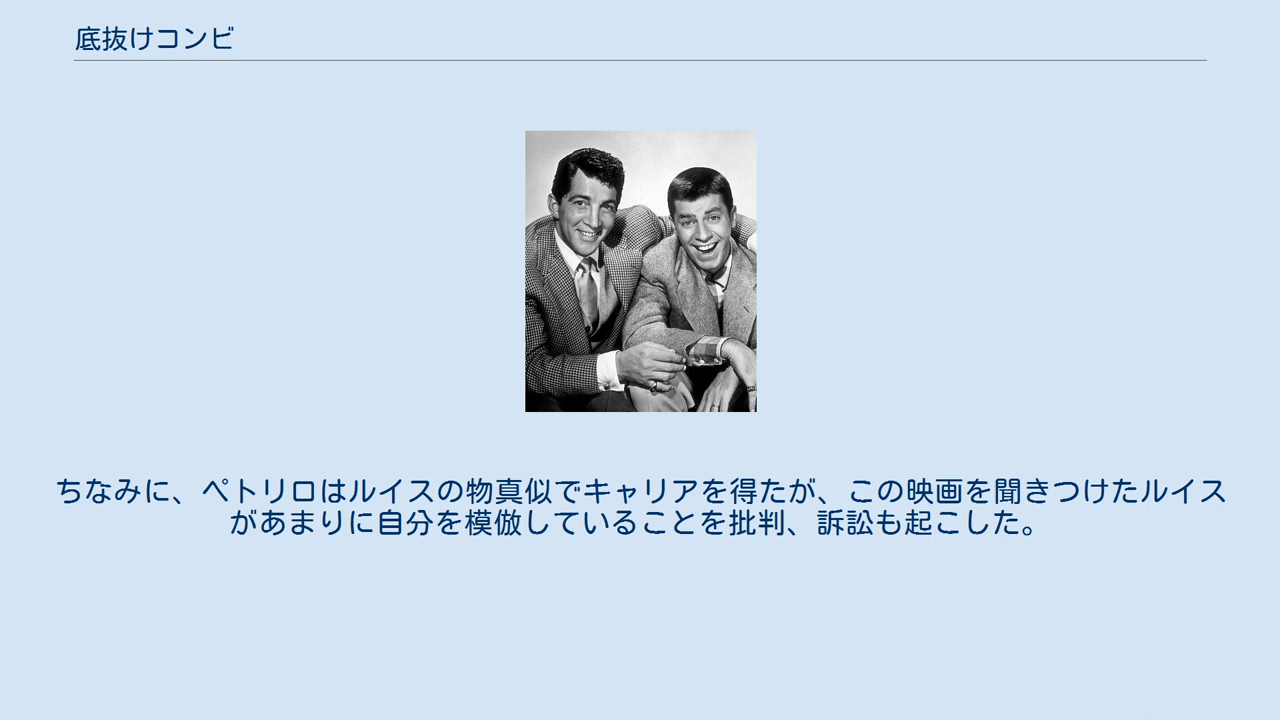 底抜けコンビ
ちなみに、ペトリロはルイスの物真似でキャリアを得たが、この映画を聞きつけたルイス
があまりに自分を模倣していることを批判、訴訟も起こした。